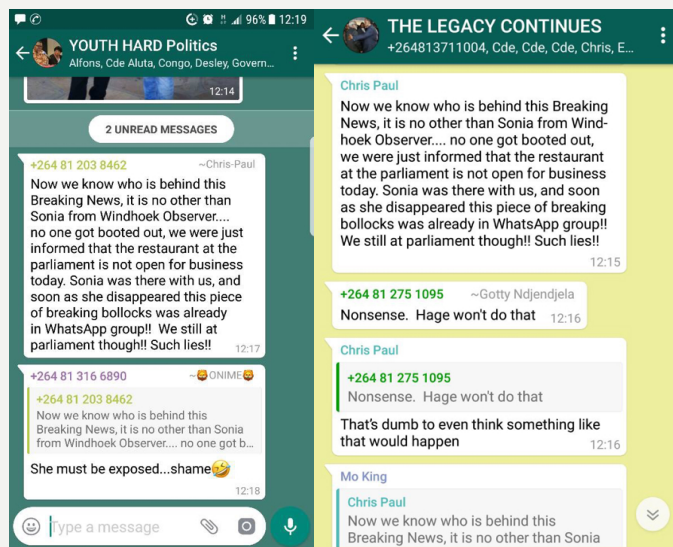 96% 12:19
YOUTH HARD Politics
Alfons, Cde Aluta, Congo, Desley, Govern...
12:14
2 UNREAD MESSAGES
+264 81 203 8462 ~Chris-Paul
Now we know who is behind this
Breaking News, it is no other than
Sonia from Windhoek Observer....
no one got booted out, we were just
informed that the restaurant at the
parliament is not open for business
today. Sonia was there with us, and
soon as she disappeared this piece
of breaking bollocks was already
in WhatsApp group!! We still at
parliament though!! Such lies!!
12:17
+264 81 316 6890 ~🦁ONIME🦁
+264 81 203 8462
Now we know who is behind this
Breaking News, it is no other than Sonia
from Windhoek Observer.... no one got b...
She must be exposed...shame🤣
12:18
Type a message
THE LEGACY CONTINUES
+264813711004, Cde, Cde, Cde, Chris, E...
Chris Paul
Now we know who is behind this Breaking
News, it is no other than Sonia from Wind-
hoek Observer.... no one got booted out,
we were just informed that the restaurant
at the parliament is not open for business
today. Sonia was there with us, and soon
as she disappeared this piece of breaking
bollocks was already in WhatsApp group!!
We still at parliament though!! Such lies!!
12:15
+264 81 275 1095 ~Gotty Ndjendjela
Nonsense. Hage won't do that 12:16
Chris Paul
+264 81 275 1095
Nonsense. Hage won't do that
That's dumb to even think something like
that would happen
12:16
Mo King
Chris Paul
Now we know who is behind this
Breaking News, it is no other than Sonia